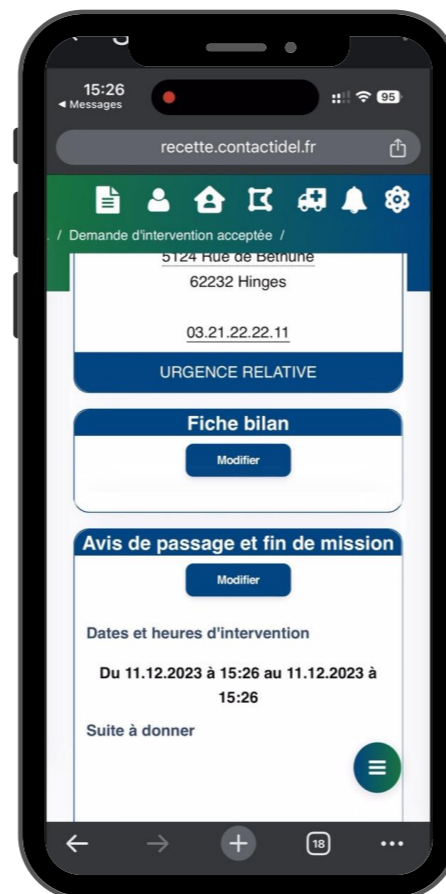 15:26
95
◀ Messages
recette.contactidel.fr
/ Demande d'intervention acceptée /
5124 Rue de Béthune
62232 Hinges
03.21.22.22.11
URGENCE RELATIVE
Fiche bilan
Modifier
Avis de passage et fin de mission
Modifier
Dates et heures d'intervention
Du 11.12.2023 à 15:26 au 11.12.2023 à
15:26
Suite à donner
18